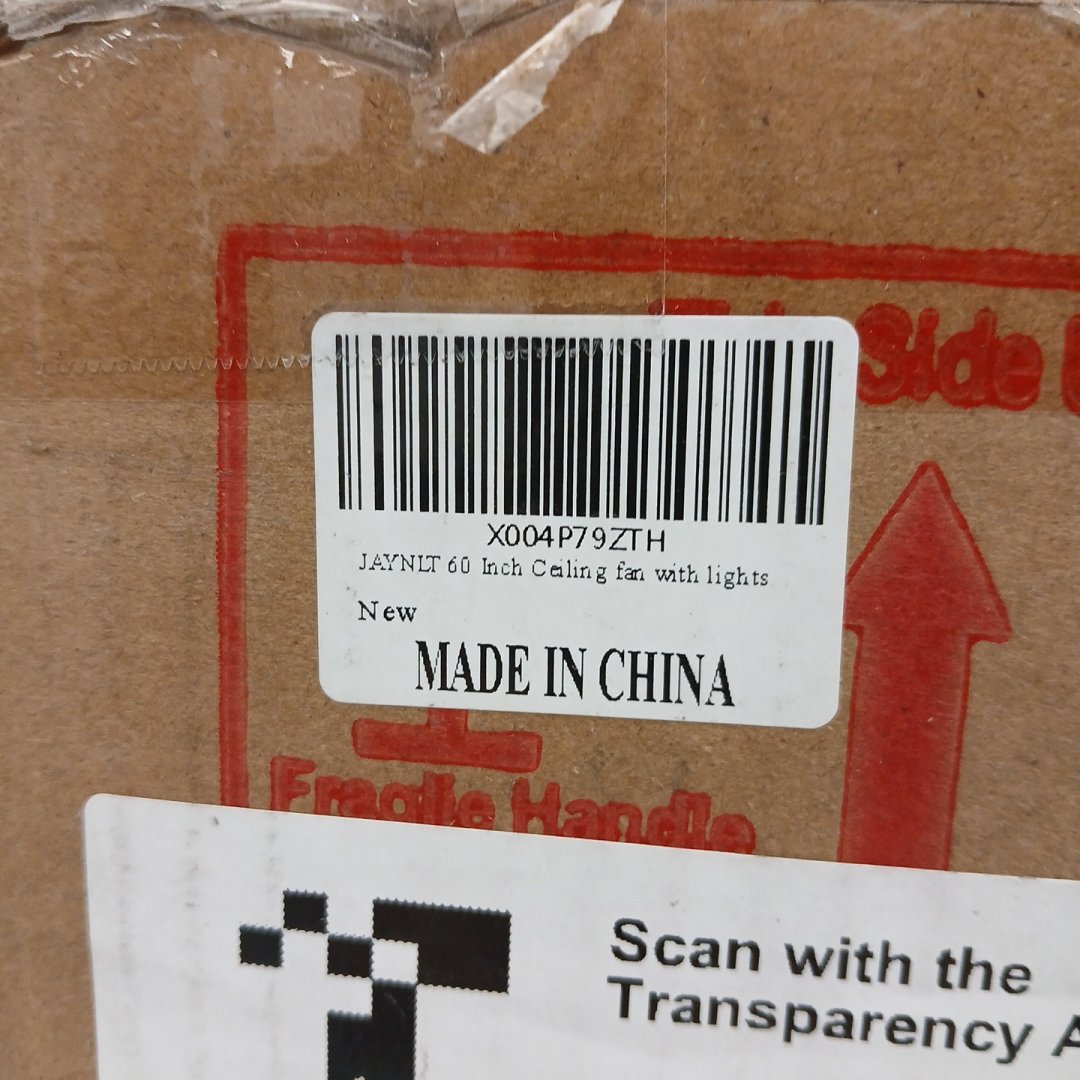 Side
X004P79ZTH
JAYNLT 60 Inch Ceiling fan with lights
New
MADE IN CHINA
Fragile Handle
Scan with the
Transparency